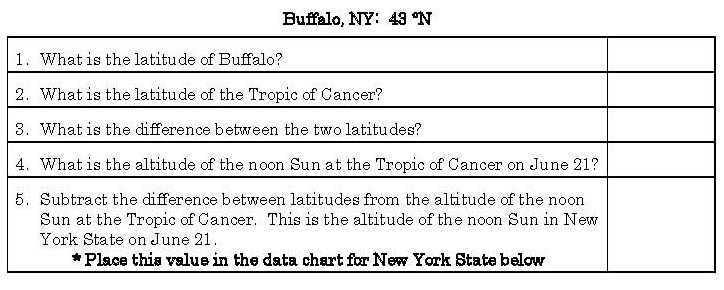 Buffalo, NY: 43 °N
1. What is the latitude of Buffalo?
2. What is the latitude of the Tropic of Cancer?
3. What is the difference between the two latitudes?
4. What is the altitude of the noon Sun at the Tropic of Cancer on June 21?
5. Subtract the difference between latitudes from the altitude of the noon
Sun at the Tropic of Cancer. This is the altitude of the noon Sun in New
York State on June 21.
* Place this value in the data chart for New York State below